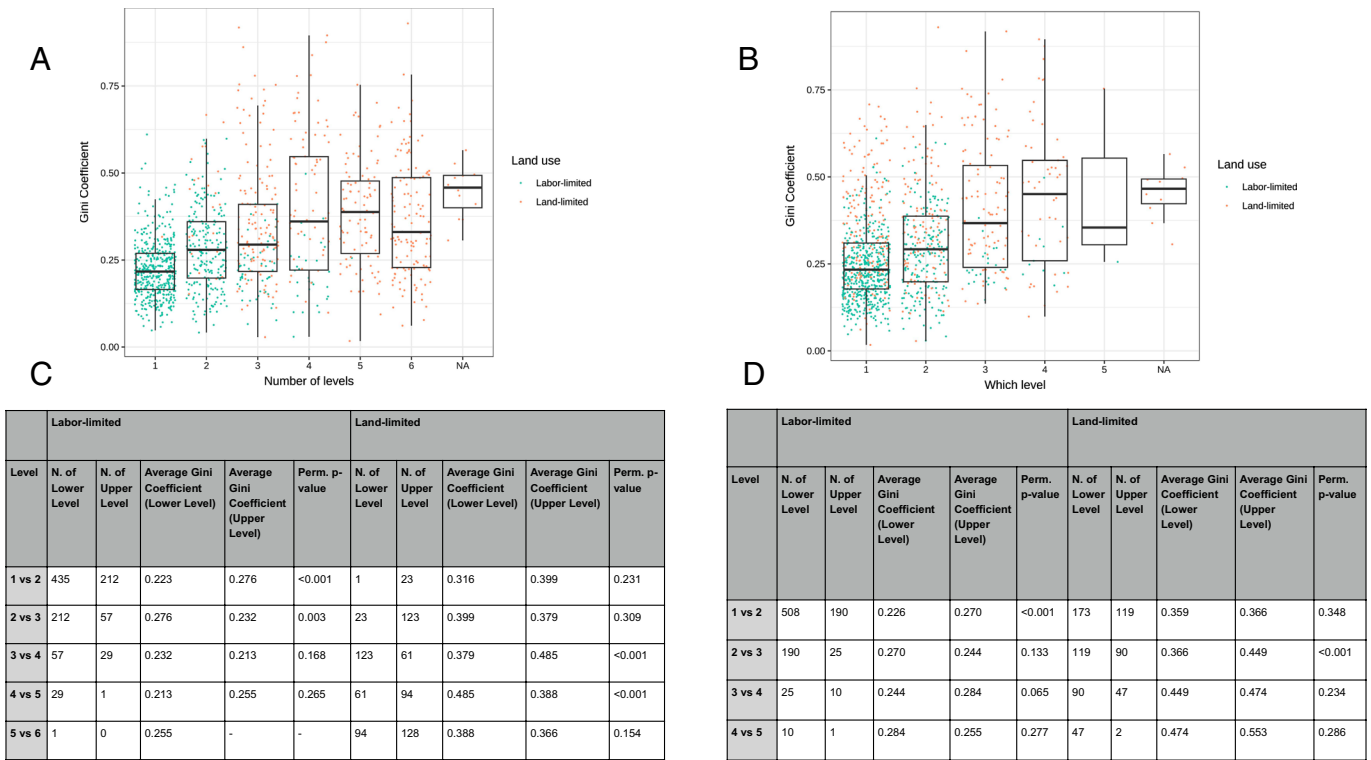 A
Gini Coefficient
0.75
0.50
0.25
0.00
1 2 3 4 5 6 NA
Number of levels
Land use
Labor-limited
Land-limited
B
Gini Coefficient
0.75
0.50
0.25
0.00
1 2 3 4 5 NA
Which level
Land use
Labor-limited
Land-limited
C
Labor-limited Land-limited
Level N. of Lower Level N. of Upper Level Average Gini Coefficient (Lower Level) Average Gini Coefficient (Upper Level) Perm. p-value N. of Lower Level N. of Upper Level Average Gini Coefficient (Lower Level) Average Gini Coefficient (Upper Level) Perm. p-value
1 vs 2 435 212 0.223 0.276 <0.001 1 23 0.316 0.399 0.231
2 vs 3 212 57 0.276 0.232 0.003 23 123 0.399 0.379 0.309
3 vs 4 57 29 0.232 0.213 0.168 123 61 0.379 0.485 <0.001
4 vs 5 29 1 0.213 0.255 0.265 61 94 0.485 0.388 <0.001
5 vs 6 1 0 0.255 - - 94 128 0.388 0.366 0.154
D
Labor-limited Land-limited
Level N. of Lower Level N. of Upper Level Average Gini Coefficient (Lower Level) Average Gini Coefficient (Upper Level) Perm. p-value N. of Lower Level N. of Upper Level Average Gini Coefficient (Lower Level) Average Gini Coefficient (Upper Level) Perm. p-value
1 vs 2 508 190 0.226 0.270 <0.001 173 119 0.359 0.366 0.348
2 vs 3 190 25 0.270 0.244 0.133 119 90 0.366 0.449 <0.001
3 vs 4 25 10 0.244 0.284 0.065 90 47 0.449 0.474 0.234
4 vs 5 10 1 0.284 0.255 0.277 47 2 0.474 0.553 0.286